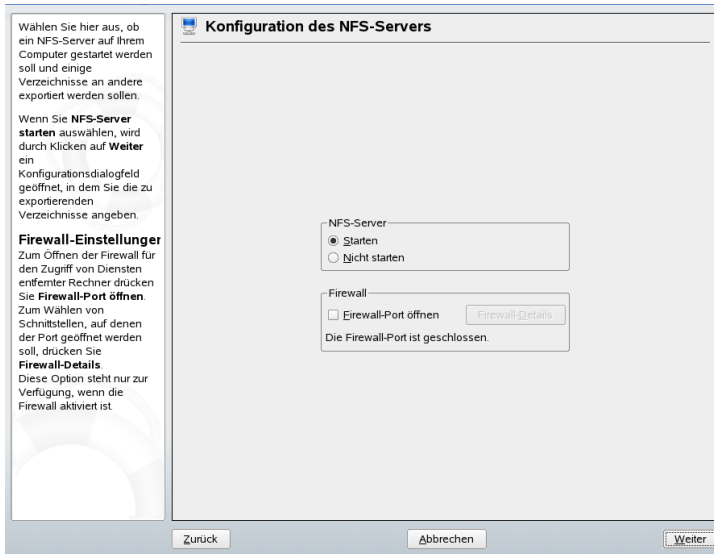 Wählen Sie hier aus, ob
ein NFS-Server auf Ihrem
Computer gestartet werden
soll und einige
Verzeichnisse an andere
exportiert werden sollen.
Wenn Sie NFS-Server
starten auswählen, wird
durch Klicken auf Weiter
ein
Konfigurationsdialogfeld
geöffnet, in dem Sie die zu
exportierenden
Verzeichnisse angeben.
Firewall-Einstellungen
Zum Öffnen der Firewall für
den Zugriff von Diensten
entfernter Rechner drücken
Sie Firewall-Port öffnen.
Zum Wählen von
Schnittstellen, auf denen
der Port geöffnet werden
soll, drücken Sie
Firewall-Details.
Diese Option steht nur zur
Verfügung, wenn die
Firewall aktiviert ist.
Konfiguration des NFS-Servers
NFS-Server
Starten
Nicht starten
Firewall
Firewall-Port öffnen
Firewall-Details
Die Firewall-Port ist geschlossen.
Zurück
Abbrechen
Weiter